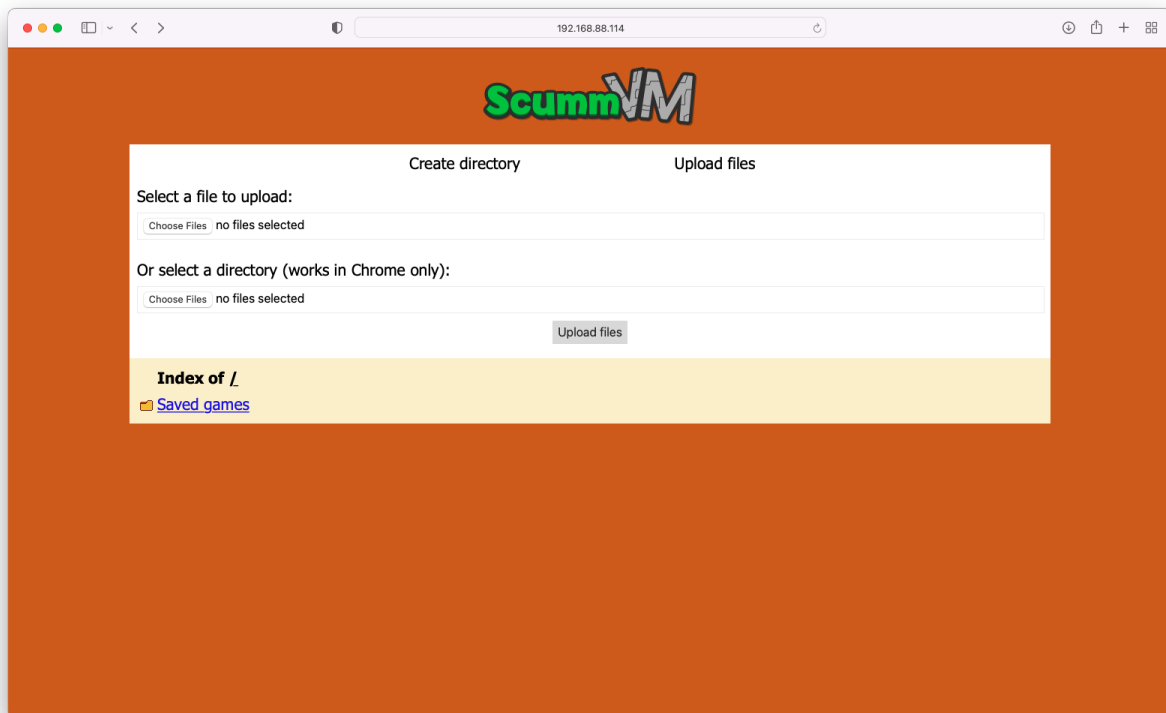 192.168.88.114
ScummVM
Create directory Upload files
Select a file to upload:
Choose Files no files selected
Or select a directory (works in Chrome only):
Choose Files no files selected
Upload files
Index of /
Saved games